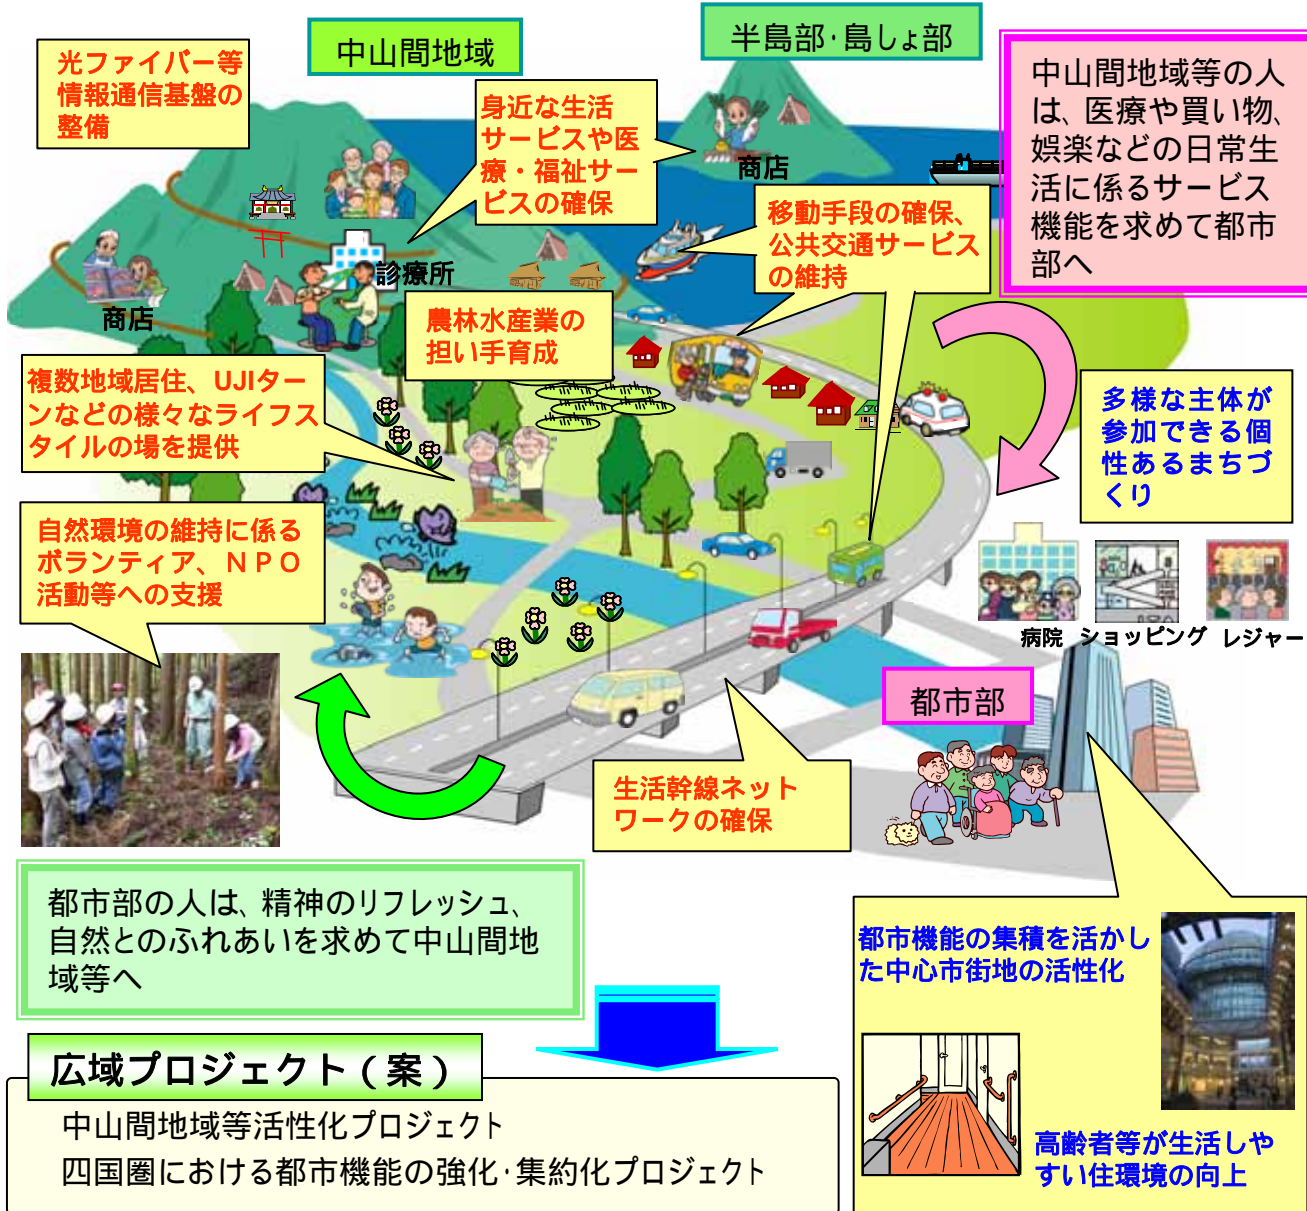 中山間地域
半島部・島しょ部
光ファイバー等
情報通信基盤の
整備
身近な生活
サービスや医
療・福祉サー
ビスの確保
商店
中山間地域等の人
は、医療や買い物、
娯楽などの日常生
活に係るサービス
機能を求めて都市
部へ
移動手段の確保、
公共交通サービス
の維持
診療所
商店
農林水産業の
担い手育成
複数地域居住、UJIター
ンなどの様々なライフス
タイルの場を提供
多様な主体が
参加できる個
性あるまちづ
くり
自然環境の維持に係る
ボランティア、ＮＰＯ
活動等への支援
病院 ショッピング レジャー
都市部
生活幹線ネット
ワークの確保
都市部の人は、精神のリフレッシュ、
自然とのふれあいを求めて中山間地
域等へ
都市機能の集積を活かし
た中心市街地の活性化
高齢者等が生活しや
すい住環境の向上
広域プロジェクト（案）
中山間地域等活性化プロジェクト
四国圏における都市機能の強化・集約化プロジェクト